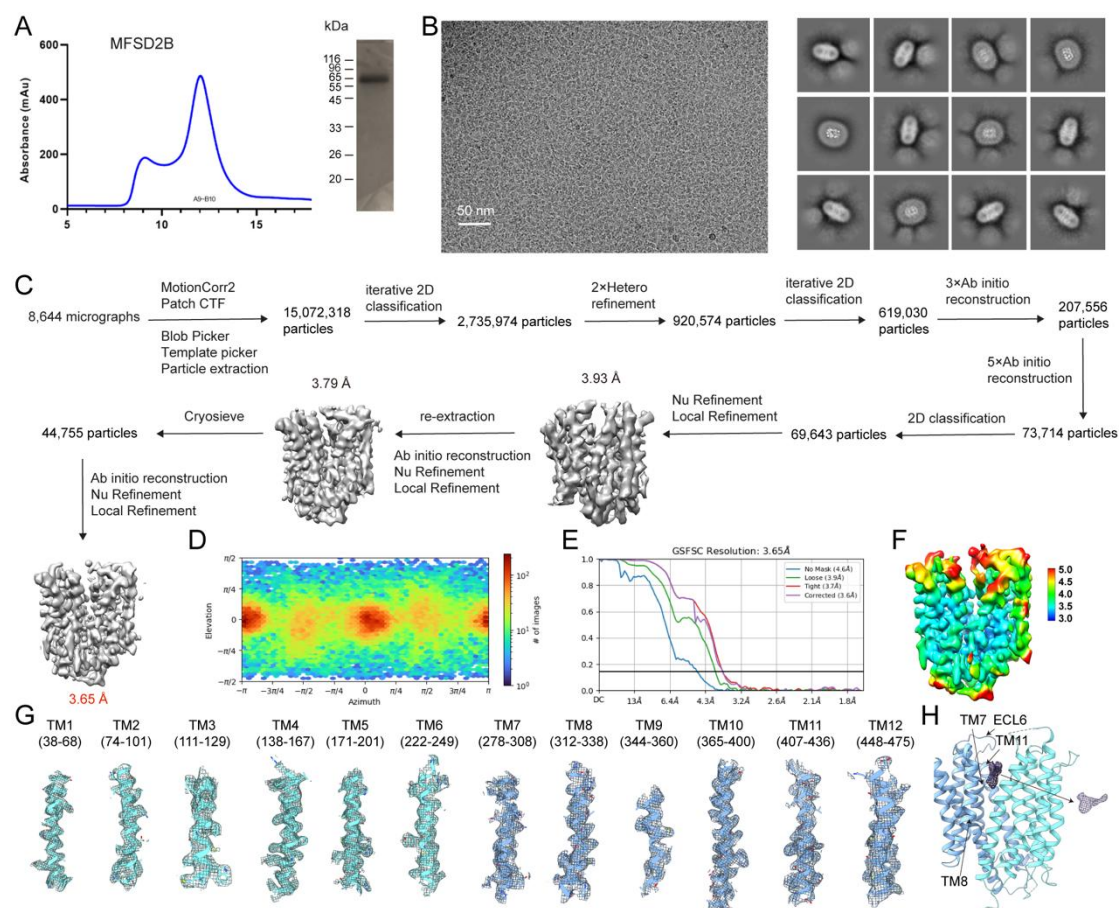 A
MFSD2B
Absorbance (mAu)
600
400
200
0
5
10
15
A9-B10
kDa
116
96
65
55
45
33
26
20
B
50 nm
C
8,644 micrographs
MotionCorr2
Patch CTF
Blob Picker
Template picker
Particle extraction
15,072,318
particles
iterative 2D
classification
2,735,974 particles
2×Hetero
refinement
920,574 particles
iterative 2D
classification
619,030
particles
3×Ab initio
reconstruction
207,556
particles
5×Ab initio
reconstruction
73,714 particles
2D classification
69,643 particles
Nu Refinement
Local Refinement
3.93 Å
re-extraction
Ab initio reconstruction
Nu Refinement
Local Refinement
3.79 Å
Cryosieve
44,755 particles
Ab initio reconstruction
Nu Refinement
Local Refinement
3.65 Å
D
Elevation
π/2
π/4
0
−π/4
−π/2
−π
−3π/4
−π/2
−π/4
0
π/4
π/2
3π/4
π
Azimuth
# of images
10²
10¹
10⁰
E
GSFSC Resolution: 3.65Å
No Mask (4.6Å)
Loose (3.9Å)
Tight (3.7Å)
Corrected (3.6Å)
1.0
0.8
0.6
0.4
0.2
0.0
DC
13Å
6.4Å
4.3Å
3.2Å
2.6Å
2.1Å
1.8Å
F
5.0
4.5
4.0
3.5
3.0
G
TM1
(38-68)
TM2
(74-101)
TM3
(111-129)
TM4
(138-167)
TM5
(171-201)
TM6
(222-249)
TM7
(278-308)
TM8
(312-338)
TM9
(344-360)
TM10
(365-400)
TM11
(407-436)
TM12
(448-475)
H
TM7
ECL6
TM11
TM8